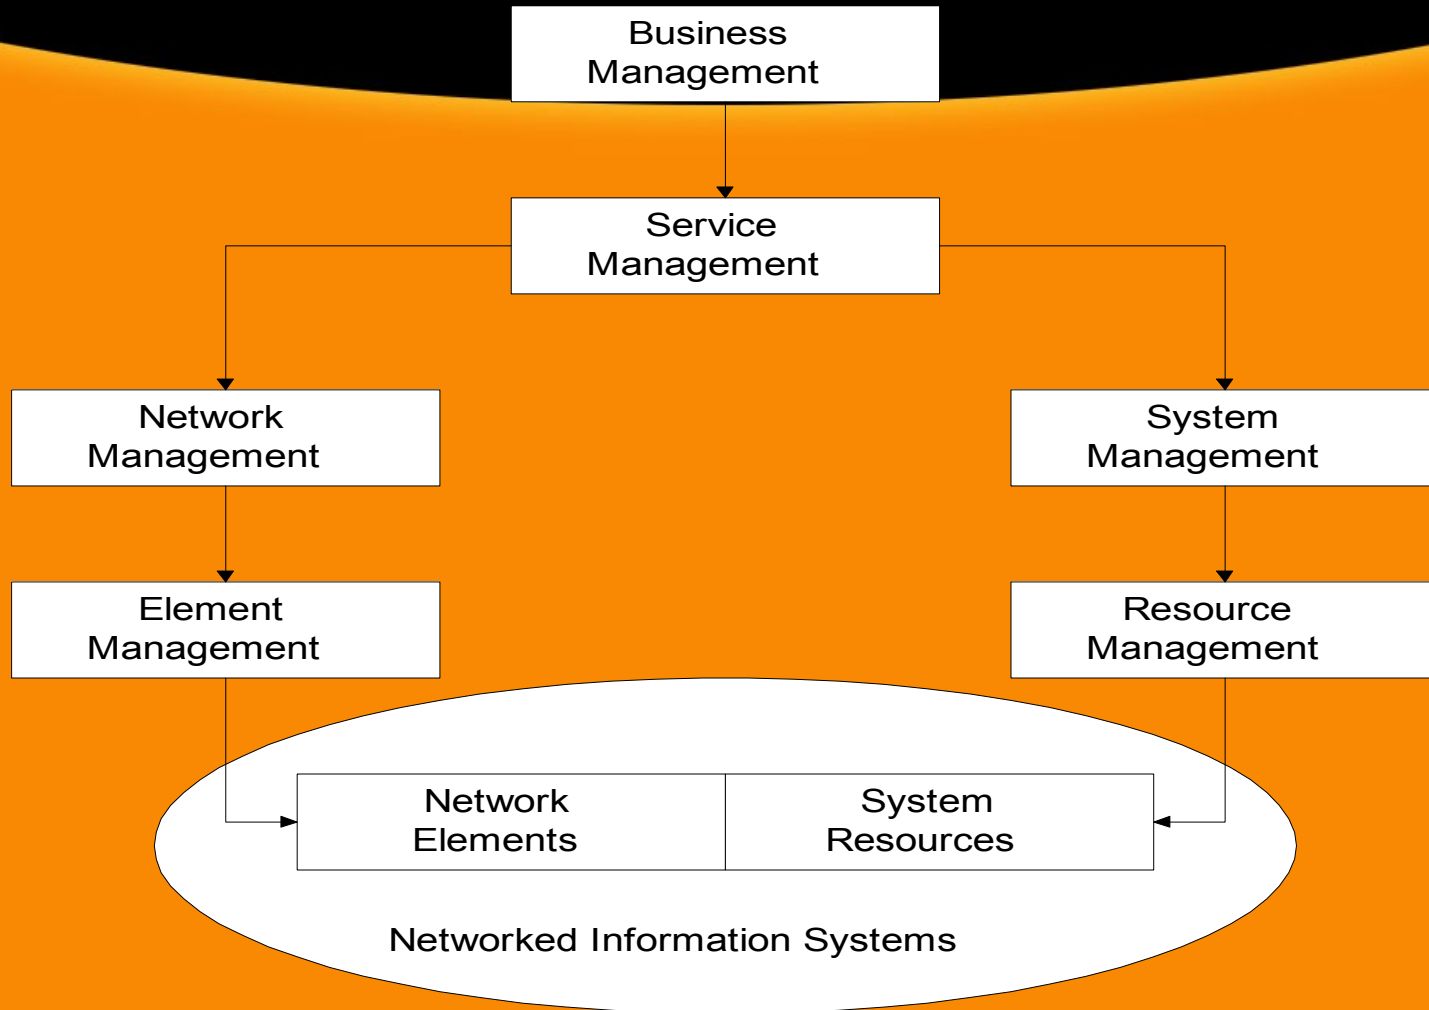 Business
Management
Service
Management
Network
Management
System
Management
Element
Management
Resource
Management
Network
Elements
System
Resources
Networked Information Systems